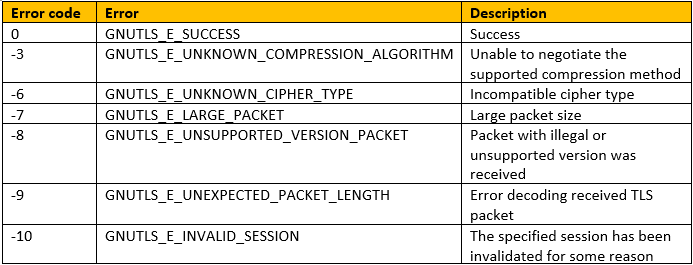 Error code Error Description
0 GNUTLS_E_SUCCESS Success
-3 GNUTLS_E_UNKNOWN_COMPRESSION_ALGORITHM Unable to negotiate the
supported compression method
-6 GNUTLS_E_UNKNOWN_CIPHER_TYPE Incompatible cipher type
-7 GNUTLS_E_LARGE_PACKET Large packet size
-8 GNUTLS_E_UNSUPPORTED_VERSION_PACKET Packet with illegal or
unsupported version was
received
-9 GNUTLS_E_UNEXPECTED_PACKET_LENGTH Error decoding received TLS
packet
-10 GNUTLS_E_INVALID_SESSION The specified session has been
invalidated for some reason